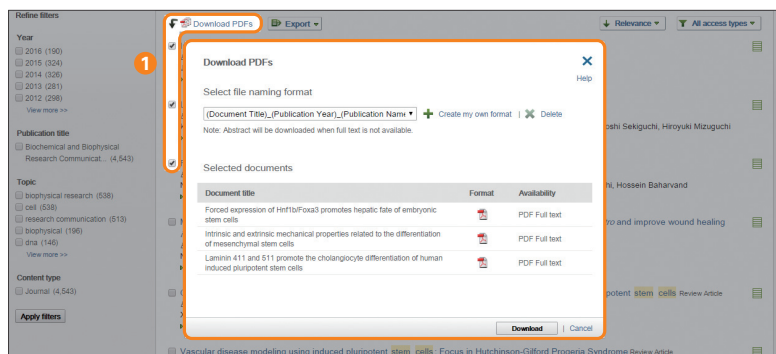 Refine filters
Year
2016 (190)
2015 (324)
2014 (326)
2013 (281)
2012 (298)
View more >>
Publication title
Biochemical and Biophysical
Research Communicat... (4,543)
Topic
biophysical research (538)
cell (538)
research communication (513)
biophysical (196)
dna (146)
View more >>
Content type
Journal (4,543)
Apply filters
Download PDFs
Export
Relevance
All access types
1
Download PDFs
Help
Select file naming format
(Document Title)_(Publication Year)_(Publication Name
Create my own format | Delete
Note: Abstract will be downloaded when full text is not available.
Selected documents
Document title Format Availability
Forced expression of Hnf1b/Foxa3 promotes hepatic fate of embryonic
stem cells
PDF Full text
Intrinsic and extrinsic mechanical properties related to the differentiation
of mesenchymal stem cells
PDF Full text
Laminin 411 and 511 promote the cholangiocyte differentiation of human
induced pluripotent stem cells
PDF Full text
Download | Cancel
oshi Sekiguchi, Hiroyuki Mizuguchi
ni, Hossein Baharvand
ro and improve wound healing
potent stem cells Review Article
Vascular disease modeling using induced pluripotent stem cells: Focus in Hutchinson-Gilford Progeria Syndrome Review Article